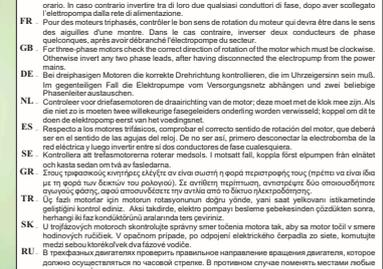 orario. In caso contrario invertire tra di loro due qualsiasi conduttori di fase, dopo aver scollegato
l'elettropompa dalla rete di alimentazione.
FR - Pour des moteurs triphasés, contrôler le bon sens de rotation du moteur qui devra être dans le sens
des aiguilles d'une montre. Dans le cas contraire, inverser deux conducteurs de phase
quelconques, après avoir débranché l'électropompe du secteur.
GB - For three-phase motors check the correct direction of rotation of the motor which must be clockwise.
Otherwise invert any two phase leads, after having disconnected the electropump from the power
mains.
DE - Bei dreiphasigen Motoren die korrekte Drehrichtung kontrollieren, die im Uhrzeigersinn sein muß.
Im gegenteiligen Fall die Elektropumpe vom Versorgungsnetz abhängen und zwei beliebige
Phasenleiter austauschen.
NL - Controleer voor driefasemotoren de draairichting van de motor; deze moet met de klok mee zijn. Als
die niet zo is moeten twee willekeurige fasegeleiders onderling worden verwisseld; koppel om dit te
doen de elektropomp eerst van het voedingsnet.
ES - Respecto a los motores trifásicos, comprobar el correcto sentido de rotación del motor, que deberá
ser en el sentido de las agujas del reloj. De no ser así, primero desconectar la electrobomba de la
red eléctrica y luego invertir entre sí dos conductores de fase cualesquiera.
SE - Kontrollera att trefasmotorerna roterar medsols. I motsatt fall, koppla först elpumpen från elnätet
och kasta sedan om två av fasledarna.
GR - Στους τριφασικούς κινητήρες ελέγξτε αν είναι σωστή η φορά περιστροφής τους (πρέπει να είναι ίδια
με τη φορά των δεικτών του ρολογιού). Σε αντίθετη περίπτωση, αντιστρέψτε δύο οποιουσδήποτε
αγωγούς φάσης, αφού αποσυνδέσετε την αντλία από το δίκτυο ηλεκτροδότησης.
TR - Üç fazlı motorlar için motorun rotasyonunun doğru yönde, yani saat yelkovanı istikametinde
geliştiğini kontrol ediniz. Aksi takdirde, elektro pompayı besleme şebekesinden çözdükten sonra,
herhangi iki faz kondüktörünü aralarında ters çeviriniz.
SK - U trojfázových motoroch skontrolujte správny smer točenia motora tak, aby sa motor točil v smere
hodinových ručičiek. V opačnom prípade, po odpojení elektrického čerpadla zo siete, komutujte
medzi sebou ktorékoľvek dva fázové vodiče.
RU - В трехфазных двигателях проверить правильное направление вращения двигателя, которое
должно осуществляться по часовой стрелке. В противном случае поменять местами любые